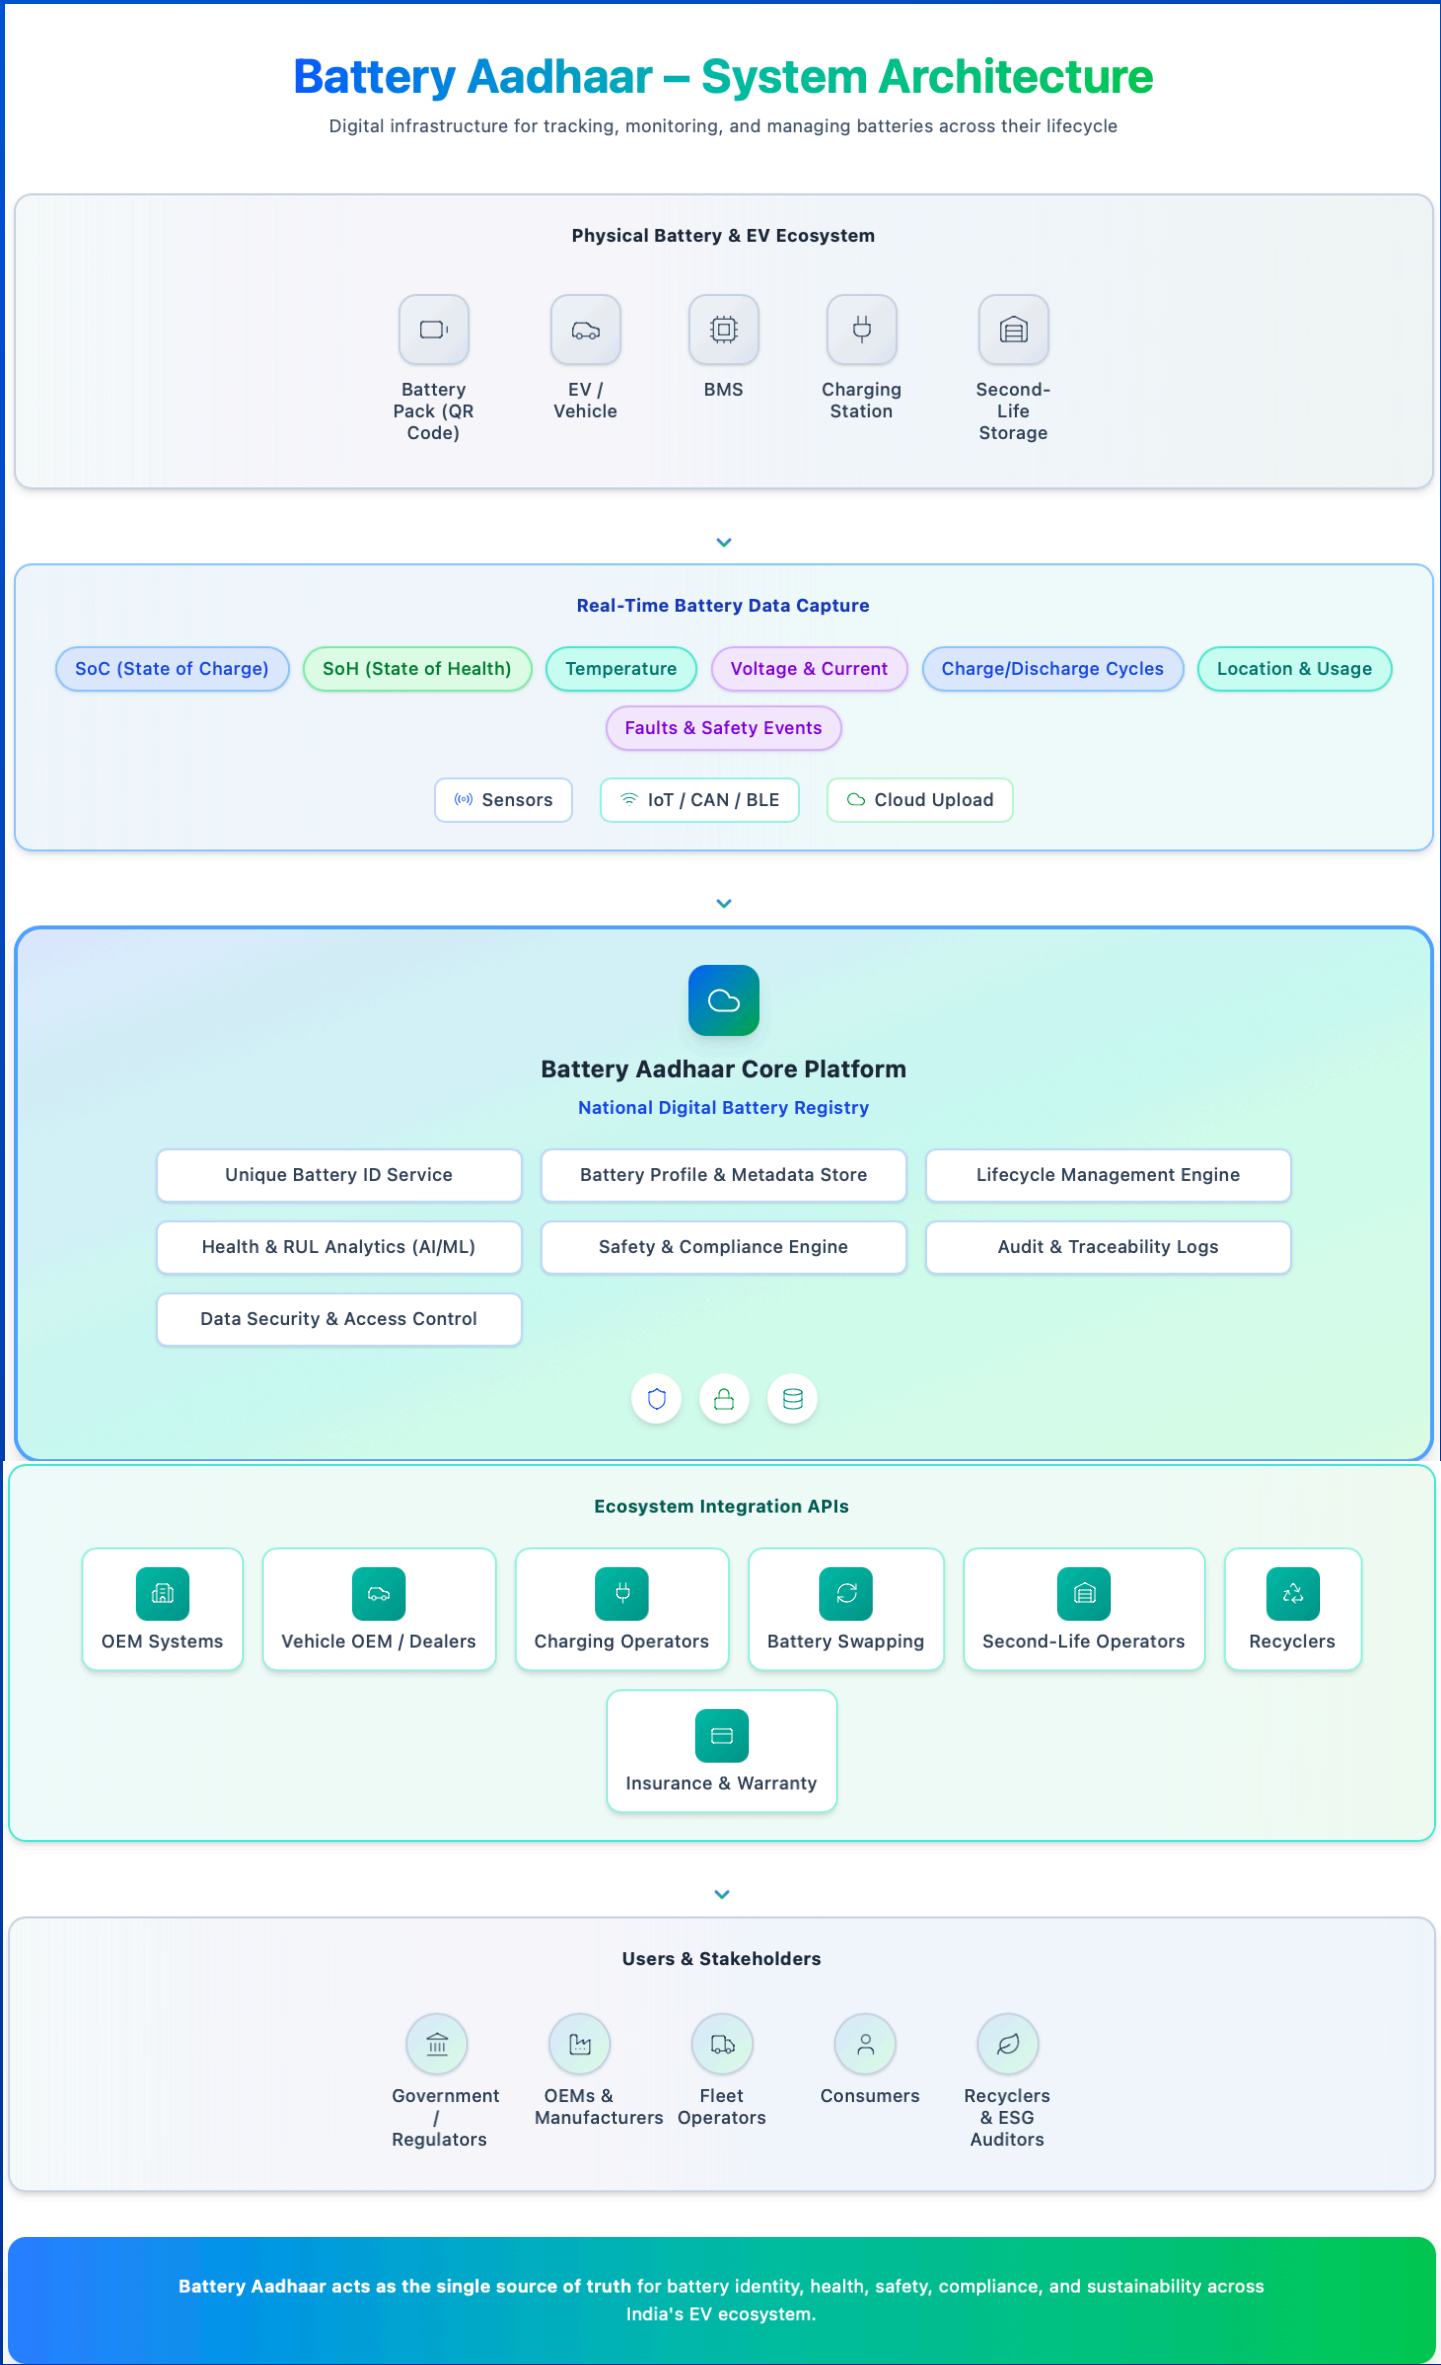 Battery Aadhaar – System Architecture
Digital infrastructure for tracking, monitoring, and managing batteries across their lifecycle
Physical Battery & EV Ecosystem
Battery
Pack (QR
Code)
EV /
Vehicle
BMS
Charging
Station
Second-
Life
Storage
Real-Time Battery Data Capture
SoC (State of Charge)
SoH (State of Health)
Temperature
Voltage & Current
Charge/Discharge Cycles
Location & Usage
Faults & Safety Events
Sensors
IoT / CAN / BLE
Cloud Upload
Battery Aadhaar Core Platform
National Digital Battery Registry
Unique Battery ID Service
Battery Profile & Metadata Store
Lifecycle Management Engine
Health & RUL Analytics (AI/ML)
Safety & Compliance Engine
Audit & Traceability Logs
Data Security & Access Control
Ecosystem Integration APIs
OEM Systems
Vehicle OEM / Dealers
Charging Operators
Battery Swapping
Second-Life Operators
Recyclers
Insurance & Warranty
Users & Stakeholders
Government
/
Regulators
OEMs &
Manufacturers
Fleet
Operators
Consumers
Recyclers
& ESG
Auditors
Battery Aadhaar acts as the single source of truth for battery identity, health, safety, compliance, and sustainability across
India's EV ecosystem.